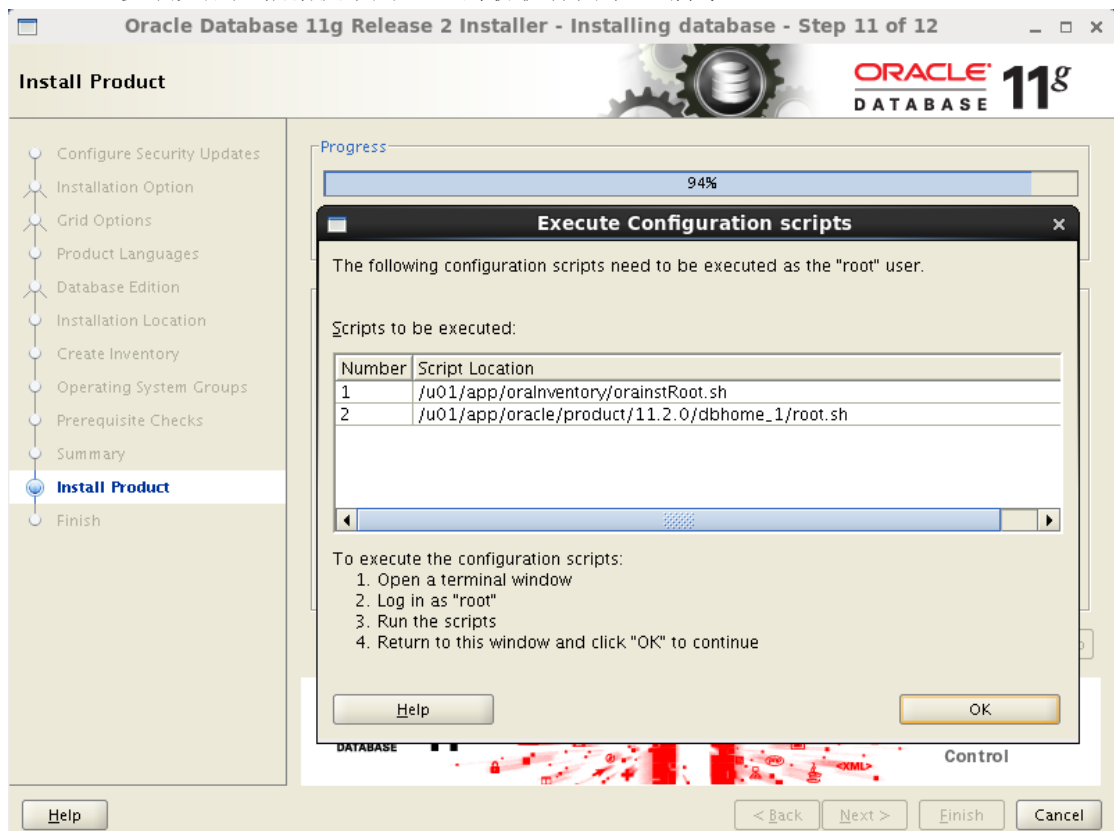 Oracle Database 11g Release 2 Installer - Installing database - Step 11 of 12
Install Product
ORACLE 11g
DATABASE
Configure Security Updates
Installation Option
Grid Options
Product Languages
Database Edition
Installation Location
Create Inventory
Operating System Groups
Prerequisite Checks
Summary
Install Product
Finish
Progress
94%
Execute Configuration scripts
The following configuration scripts need to be executed as the "root" user.
Scripts to be executed:
Number Script Location
1 /u01/app/oraInventory/orainstRoot.sh
2 /u01/app/oracle/product/11.2.0/dbhome_1/root.sh
To execute the configuration scripts:
1. Open a terminal window
2. Log in as "root"
3. Run the scripts
4. Return to this window and click "OK" to continue
Help OK
DATABASE
<XML>
Control
Help < Back Next > Finish Cancel